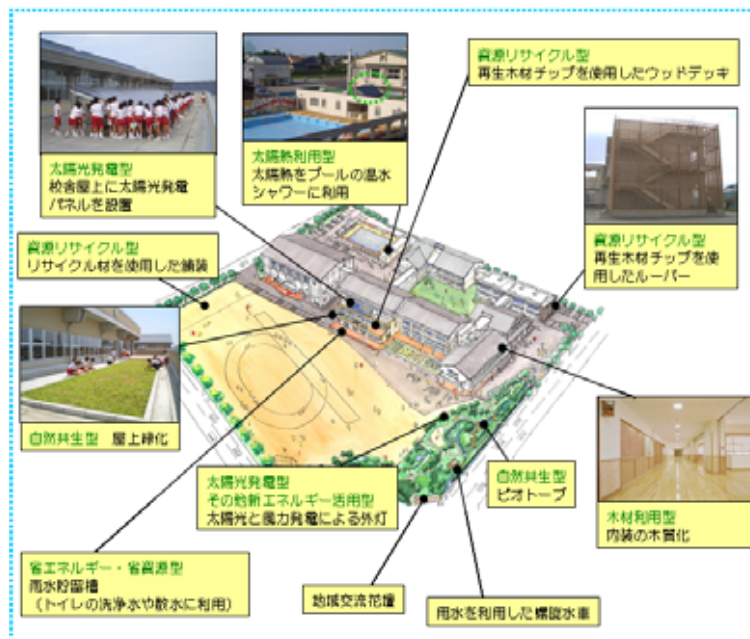 太陽光発電型
校舎屋上に太陽光発電
パネルを設置
太陽熱利用型
太陽熱をプールの温水
シャワーに利用
資源リサイクル型
再生木材チップを使用したウッドデッキ
資源リサイクル型
再生木材チップを使
用したルーバー
資源リサイクル型
リサイクル材を使用した舗装
自然共生型 屋上緑化
太陽光発電型
その他新エネルギー活用型
太陽光と風力発電による外灯
自然共生型
ビオトープ
木材利用型
内装の木質化
省エネルギー・省資源型
雨水貯留槽
（トイレの洗浄水や散水に利用）
地域交流花壇
用水を利用した螺旋水車